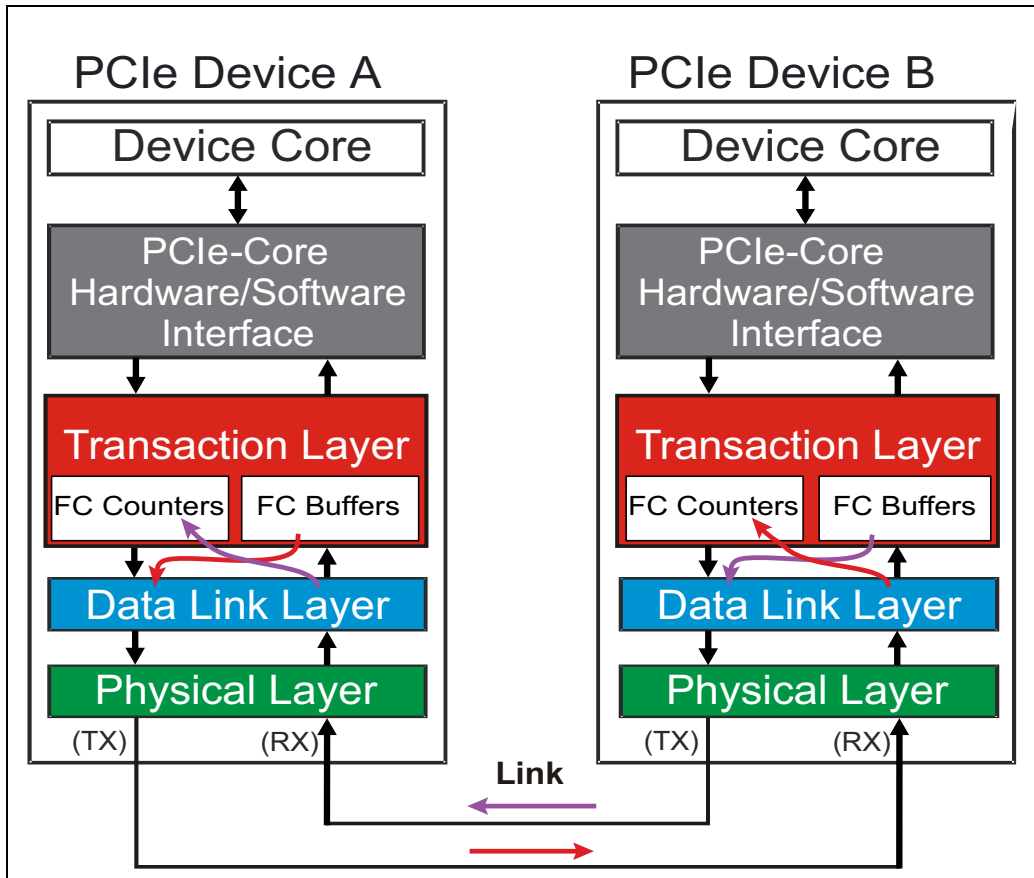 PCIe Device A
Device Core
PCIe-Core
Hardware/Software
Interface
Transaction Layer
FC Counters
FC Buffers
Data Link Layer
Physical Layer
(TX)
(RX)
PCIe Device B
Device Core
PCIe-Core
Hardware/Software
Interface
Transaction Layer
FC Counters
FC Buffers
Data Link Layer
Physical Layer
(TX)
(RX)
Link